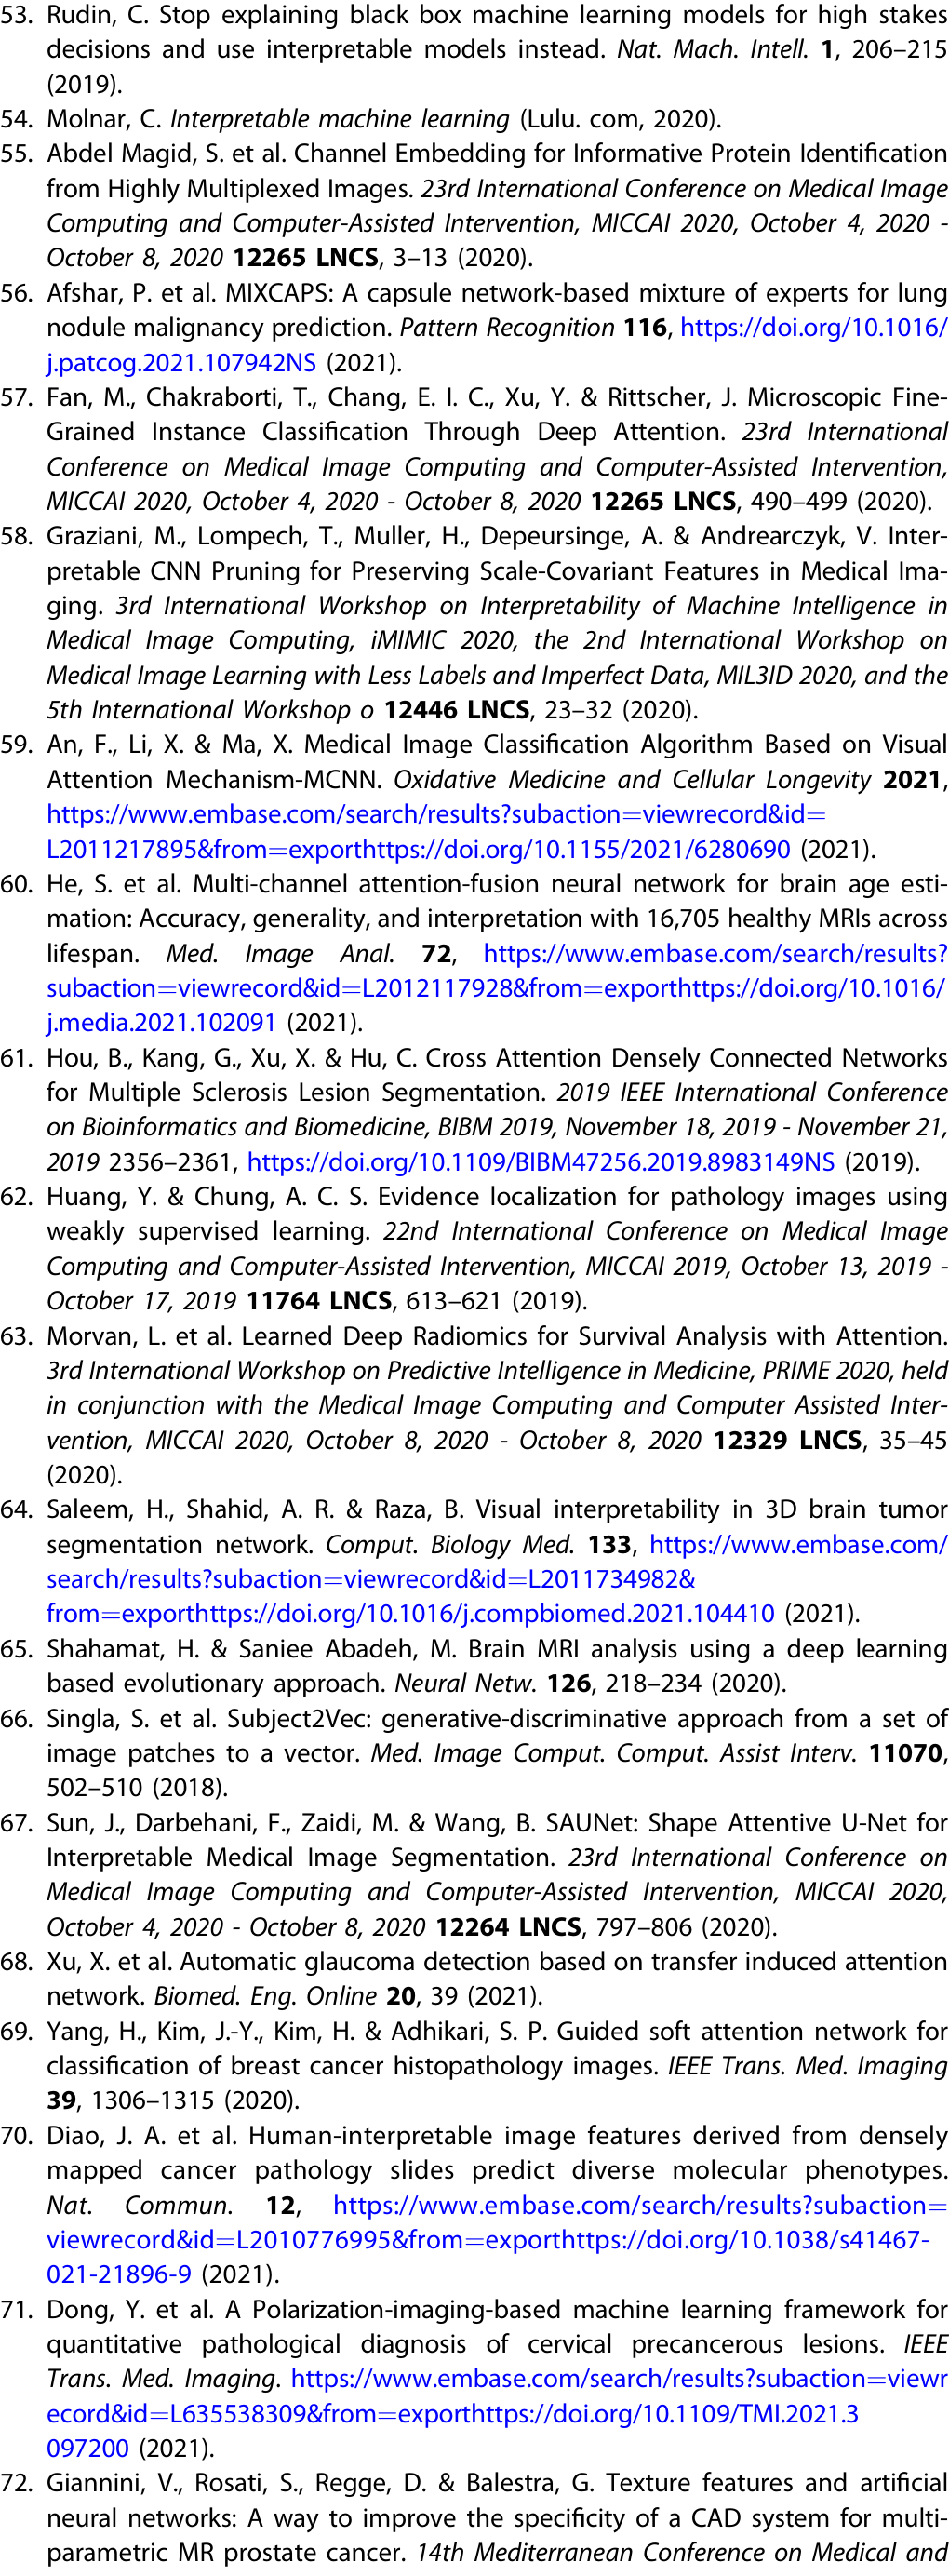 53. Rudin, C. Stop explaining black box machine learning models for high stakes
decisions and use interpretable models instead. Nat. Mach. Intell. 1, 206–215
(2019).
54. Molnar, C. Interpretable machine learning (Lulu. com, 2020).
55. Abdel Magid, S. et al. Channel Embedding for Informative Protein Identification
from Highly Multiplexed Images. 23rd International Conference on Medical Image
Computing and Computer-Assisted Intervention, MICCAI 2020, October 4, 2020 -
October 8, 2020 12265 LNCS, 3–13 (2020).
56. Afshar, P. et al. MIXCAPS: A capsule network-based mixture of experts for lung
nodule malignancy prediction. Pattern Recognition 116, https://doi.org/10.1016/
j.patcog.2021.107942NS (2021).
57. Fan, M., Chakraborti, T., Chang, E. I. C., Xu, Y. & Rittscher, J. Microscopic Fine-
Grained Instance Classification Through Deep Attention. 23rd International
Conference on Medical Image Computing and Computer-Assisted Intervention,
MICCAI 2020, October 4, 2020 - October 8, 2020 12265 LNCS, 490–499 (2020).
58. Graziani, M., Lompech, T., Muller, H., Depeursinge, A. & Andrearczyk, V. Inter-
pretable CNN Pruning for Preserving Scale-Covariant Features in Medical Ima-
ging. 3rd International Workshop on Interpretability of Machine Intelligence in
Medical Image Computing, iMIMIC 2020, the 2nd International Workshop on
Medical Image Learning with Less Labels and Imperfect Data, MIL3ID 2020, and the
5th International Workshop o 12446 LNCS, 23–32 (2020).
59. An, F., Li, X. & Ma, X. Medical Image Classification Algorithm Based on Visual
Attention Mechanism-MCNN. Oxidative Medicine and Cellular Longevity 2021,
https://www.embase.com/search/results?subaction=viewrecord&id=
L2011217895&from=exporthttps://doi.org/10.1155/2021/6280690 (2021).
60. He, S. et al. Multi-channel attention-fusion neural network for brain age esti-
mation: Accuracy, generality, and interpretation with 16,705 healthy MRIs across
lifespan. Med. Image Anal. 72, https://www.embase.com/search/results?
subaction=viewrecord&id=L2012117928&from=exporthttps://doi.org/10.1016/
j.media.2021.102091 (2021).
61. Hou, B., Kang, G., Xu, X. & Hu, C. Cross Attention Densely Connected Networks
for Multiple Sclerosis Lesion Segmentation. 2019 IEEE International Conference
on Bioinformatics and Biomedicine, BIBM 2019, November 18, 2019 - November 21,
2019 2356–2361, https://doi.org/10.1109/BIBM47256.2019.8983149NS (2019).
62. Huang, Y. & Chung, A. C. S. Evidence localization for pathology images using
weakly supervised learning. 22nd International Conference on Medical Image
Computing and Computer-Assisted Intervention, MICCAI 2019, October 13, 2019 -
October 17, 2019 11764 LNCS, 613–621 (2019).
63. Morvan, L. et al. Learned Deep Radiomics for Survival Analysis with Attention.
3rd International Workshop on Predictive Intelligence in Medicine, PRIME 2020, held
in conjunction with the Medical Image Computing and Computer Assisted Inter-
vention, MICCAI 2020, October 8, 2020 - October 8, 2020 12329 LNCS, 35–45
(2020).
64. Saleem, H., Shahid, A. R. & Raza, B. Visual interpretability in 3D brain tumor
segmentation network. Comput. Biology Med. 133, https://www.embase.com/
search/results?subaction=viewrecord&id=L2011734982&
from=exporthttps://doi.org/10.1016/j.compbiomed.2021.104410 (2021).
65. Shahamat, H. & Saniee Abadeh, M. Brain MRI analysis using a deep learning
based evolutionary approach. Neural Netw. 126, 218–234 (2020).
66. Singla, S. et al. Subject2Vec: generative-discriminative approach from a set of
image patches to a vector. Med. Image Comput. Comput. Assist Interv. 11070,
502–510 (2018).
67. Sun, J., Darbehani, F., Zaidi, M. & Wang, B. SAUNet: Shape Attentive U-Net for
Interpretable Medical Image Segmentation. 23rd International Conference on
Medical Image Computing and Computer-Assisted Intervention, MICCAI 2020,
October 4, 2020 - October 8, 2020 12264 LNCS, 797–806 (2020).
68. Xu, X. et al. Automatic glaucoma detection based on transfer induced attention
network. Biomed. Eng. Online 20, 39 (2021).
69. Yang, H., Kim, J.-Y., Kim, H. & Adhikari, S. P. Guided soft attention network for
classification of breast cancer histopathology images. IEEE Trans. Med. Imaging
39, 1306–1315 (2020).
70. Diao, J. A. et al. Human-interpretable image features derived from densely
mapped cancer pathology slides predict diverse molecular phenotypes.
Nat. Commun. 12, https://www.embase.com/search/results?subaction=
viewrecord&id=L2010776995&from=exporthttps://doi.org/10.1038/s41467-
021-21896-9 (2021).
71. Dong, Y. et al. A Polarization-imaging-based machine learning framework for
quantitative pathological diagnosis of cervical precancerous lesions. IEEE
Trans. Med. Imaging. https://www.embase.com/search/results?subaction=viewr
ecord&id=L635538309&from=exporthttps://doi.org/10.1109/TMI.2021.3
097200 (2021).
72. Giannini, V., Rosati, S., Regge, D. & Balestra, G. Texture features and artificial
neural networks: A way to improve the specificity of a CAD system for multi-
parametric MR prostate cancer. 14th Mediterranean Conference on Medical and